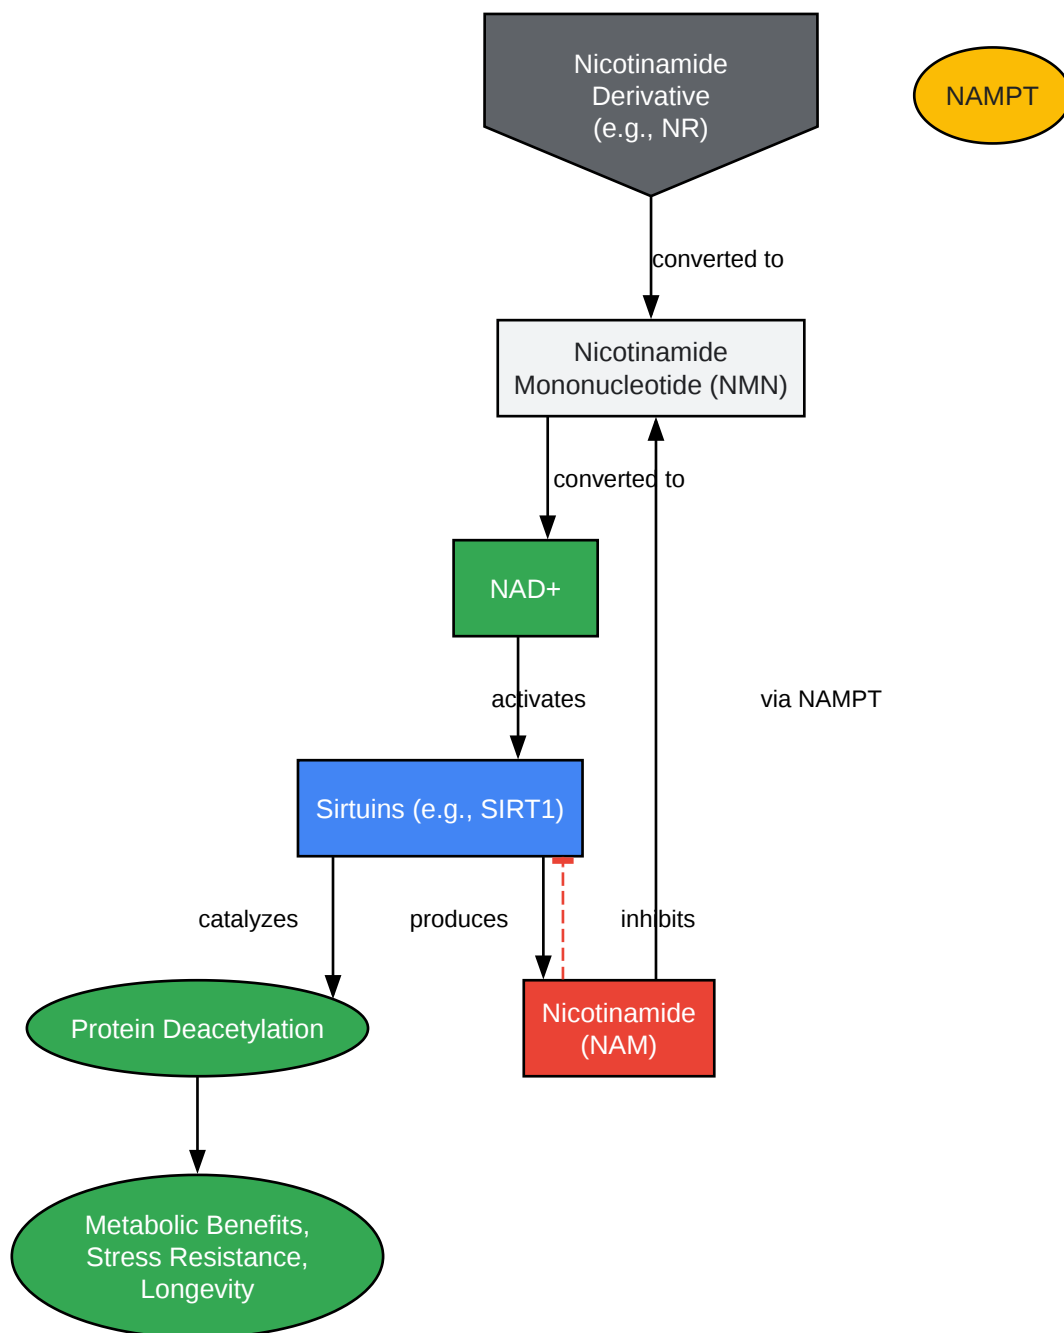 Nicotinamide
Derivative
(e.g., NR)
NAMPT
converted to
Nicotinamide
Mononucleotide (NMN)
converted to
NAD+
activates
via NAMPT
Sirtuins (e.g., SIRT1)
catalyzes
produces
inhibits
Protein Deacetylation
Nicotinamide
(NAM)
Metabolic Benefits,
Stress Resistance,
Longevity